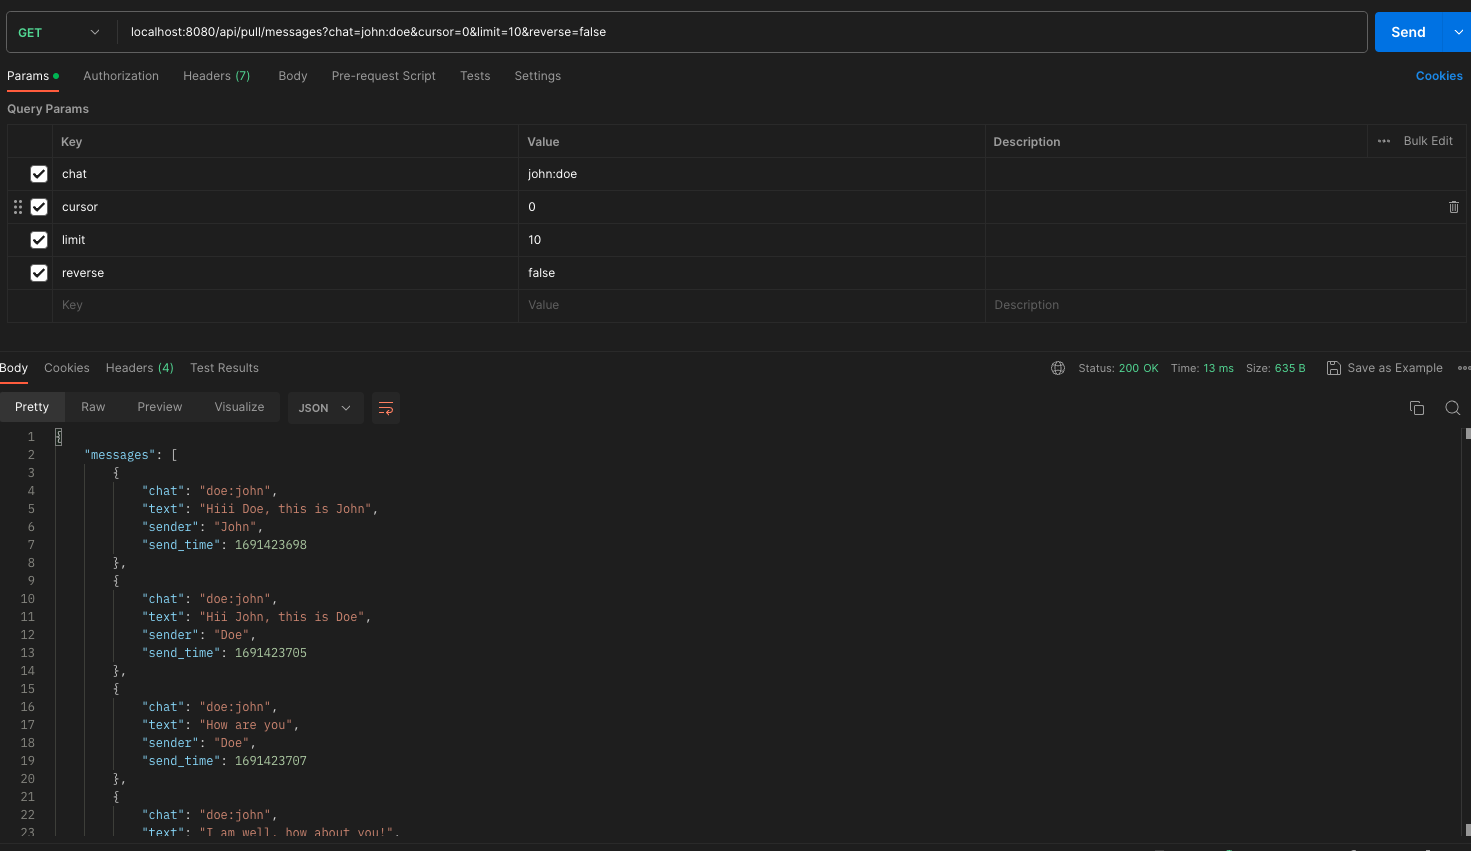 GET localhost:8080/api/pull/messages?chat=john:doe&cursor=0&limit=10&reverse=false Send
Params Authorization Headers (7) Body Pre-request Script Tests Settings Cookies
Query Params
Key Value Description ••• Bulk Edit
chat john:doe
cursor 0
limit 10
reverse false
Key Value Description
Body Cookies Headers (4) Test Results Status: 200 OK Time: 13 ms Size: 635 B Save as Example
Pretty Raw Preview Visualize JSON
1 {
2 "messages": [
3 {
4 "chat": "doe:john",
5 "text": "Hiii Doe, this is John",
6 "sender": "John",
7 "send_time": 1691423698
8 },
9 {
10 "chat": "doe:john",
11 "text": "Hii John, this is Doe",
12 "sender": "Doe",
13 "send_time": 1691423705
14 },
15 {
16 "chat": "doe:john",
17 "text": "How are you",
18 "sender": "Doe",
19 "send_time": 1691423707
20 },
21 {
22 "chat": "doe:john",
23 "text": "I am well, how about you!",